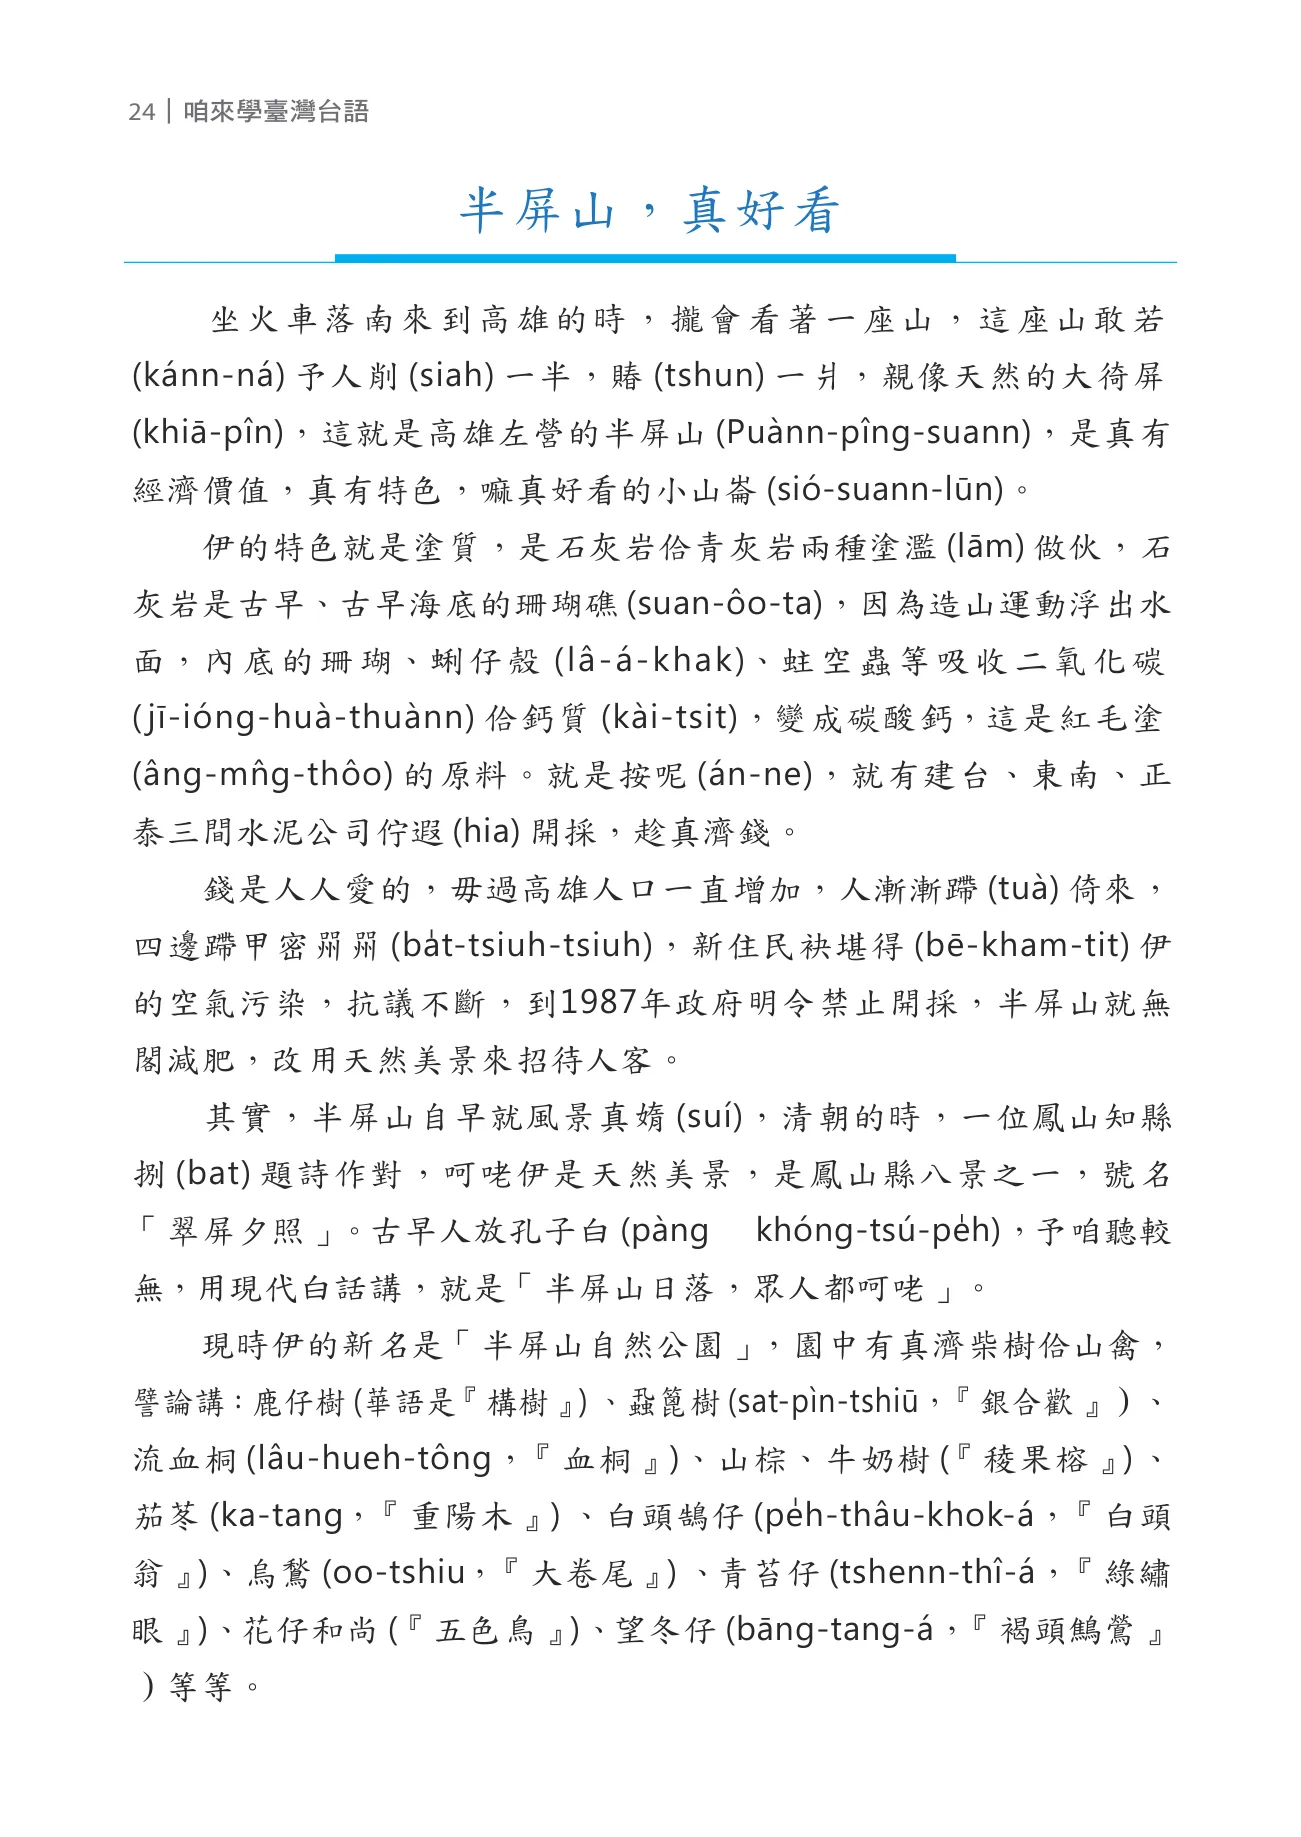 24｜咱來學臺灣台語
半屏山，真好看
坐火車落南來到高雄的時，攏會看著一座山，這座山敢若
(kánn-ná) 予人削 (siah) 一半，賰 (tshun) 一爿，親像天然的大徛屏
(khiā-pîn)，這就是高雄左營的半屏山 (Puànn-pîng-suann)，是真有
經濟價值，真有特色，嘛真好看的小山崙 (sió-suann-lūn)。
伊的特色就是塗質，是石灰岩佮青灰岩兩種塗濫 (lām) 做伙，石
灰岩是古早、古早海底的珊瑚礁 (suan-ôo-ta)，因為造山運動浮出水
面，內底的珊瑚、蜊仔殼 (lâ-á-khak)、蛀空蟲等吸收二氧化碳
(jī-ióng-huà-thuànn) 佮鈣質 (kài-tsit)，變成碳酸鈣，這是紅毛塗
(âng-mn̂g-thôo) 的原料。就是按呢 (án-ne)，就有建台、東南、正
泰三間水泥公司佇遐 (hia) 開採，趁真濟錢。
錢是人人愛的，毋過高雄人口一直增加，人漸漸蹛 (tuà) 倚來，
四邊蹛甲密喌喌 (ba̍t-tsiuh-tsiuh)，新住民袂堪得 (bē-kham-tit) 伊
的空氣污染，抗議不斷，到1987年政府明令禁止開採，半屏山就無
閣減肥，改用天然美景來招待人客。
其實，半屏山自早就風景真媠 (suí)，清朝的時，一位鳳山知縣
捌 (bat) 題詩作對，呵咾伊是天然美景，是鳳山縣八景之一，號名
「翠屏夕照」。古早人放孔子白 (pàng khóng-tsú-pe̍h)，予咱聽較
無，用現代白話講，就是「半屏山日落，眾人都呵咾」。
現時伊的新名是「半屏山自然公園」，園中有真濟柴樹佮山禽，
譬論講：鹿仔樹 (華語是『構樹』)、蝨篦樹 (sat-pìn-tshiū，『銀合歡』)、
流血桐 (lâu-hueh-tông，『血桐』)、山棕、牛奶樹 (『稜果榕』)、
茄苳 (ka-tang，『重陽木』)、白頭鵠仔 (pe̍h-thâu-khok-á，『白頭
翁』)、烏鶖 (oo-tshiu，『大卷尾』)、青苔仔 (tshenn-thî-á，『綠繡
眼』)、花仔和尚 (『五色鳥』)、望冬仔 (bāng-tang-á，『褐頭鷦鶯』
)等等。